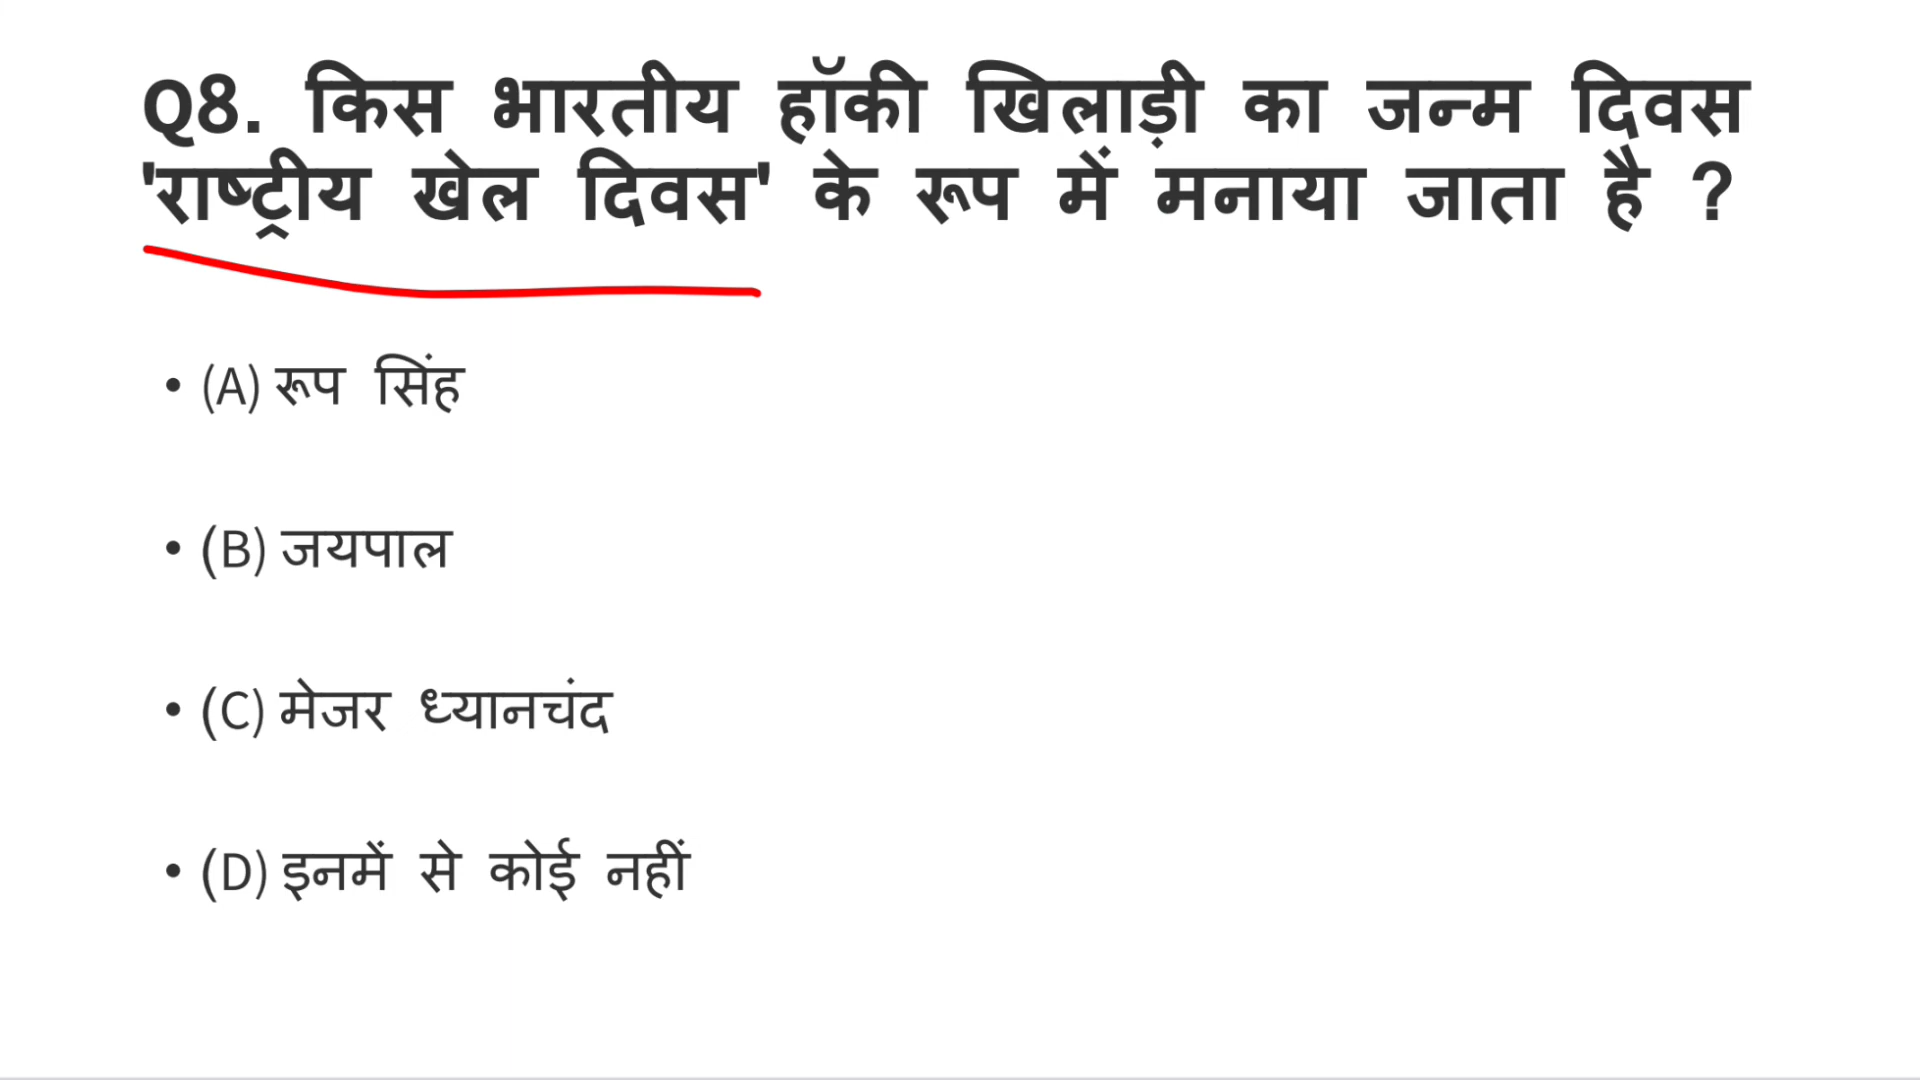 Q8. किस भारतीय हॉकी खिलाड़ी का जन्म दिवस
'राष्ट्रीय खेल दिवस' के रूप में मनाया जाता है ?
• (A) रूप सिंह
• (B) जयपाल
• (C) मेजर ध्यानचंद
• (D) इनमें से कोई नहीं